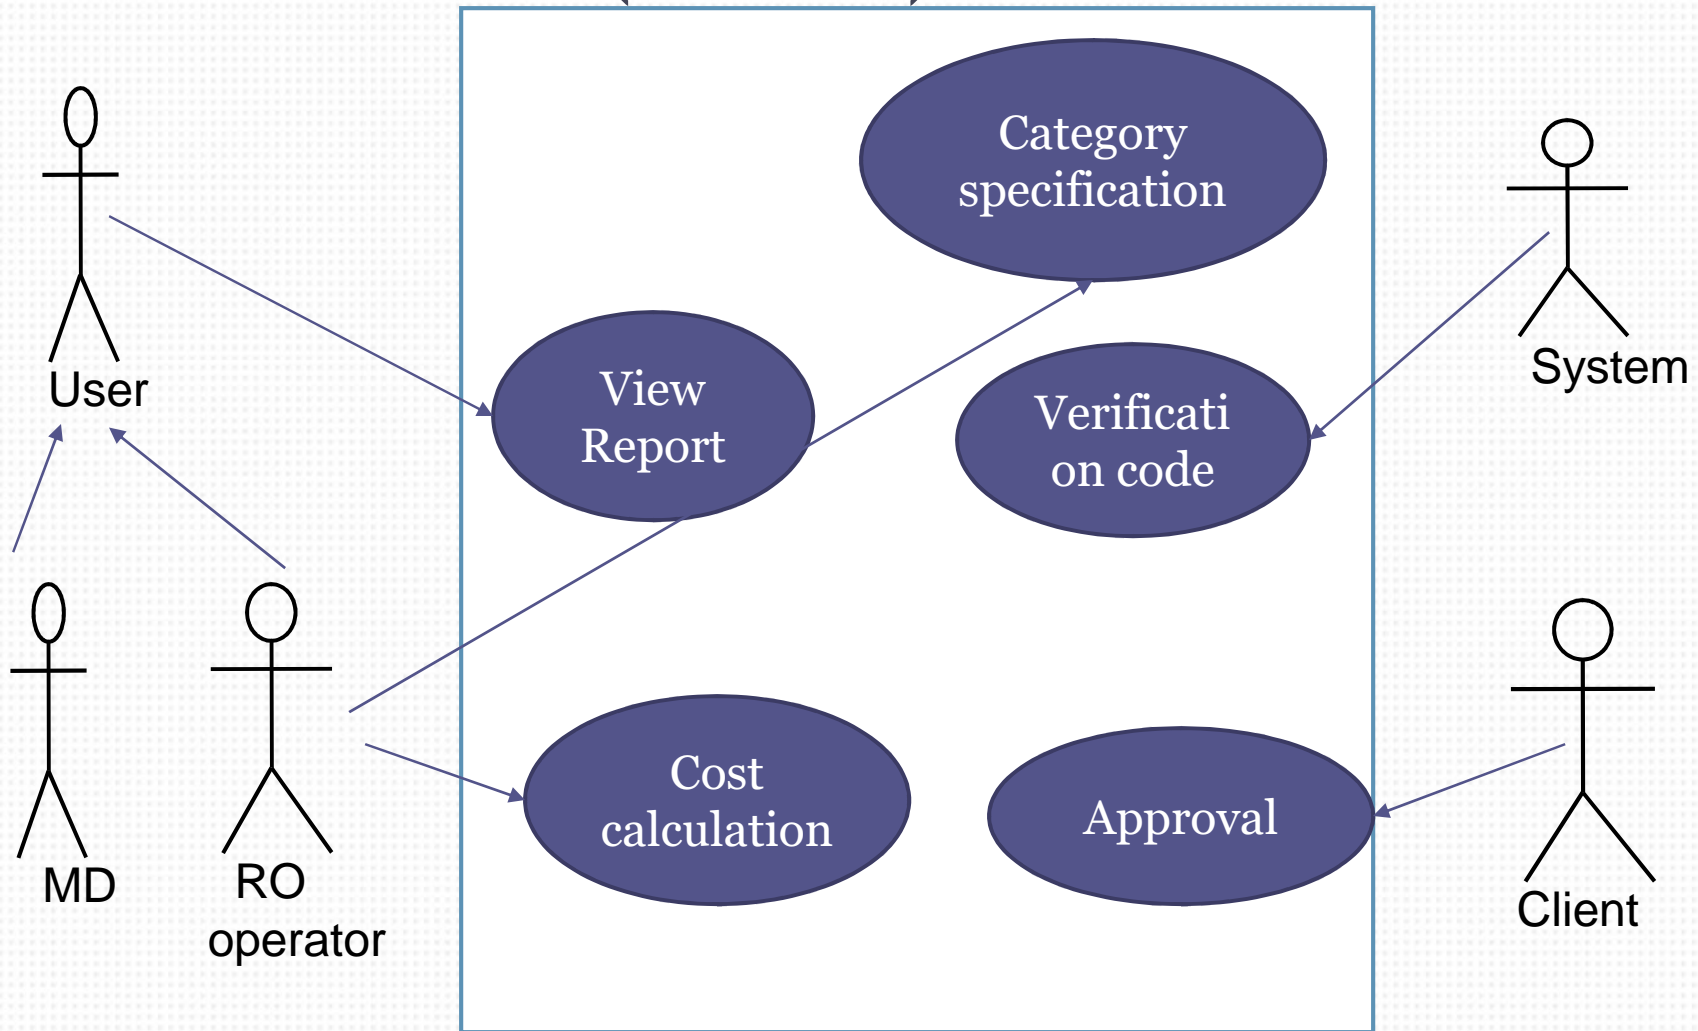 Category
specification
User
System
View
Report
Verificati
on code
MD
RO
operator
Cost
calculation
Approval
Client